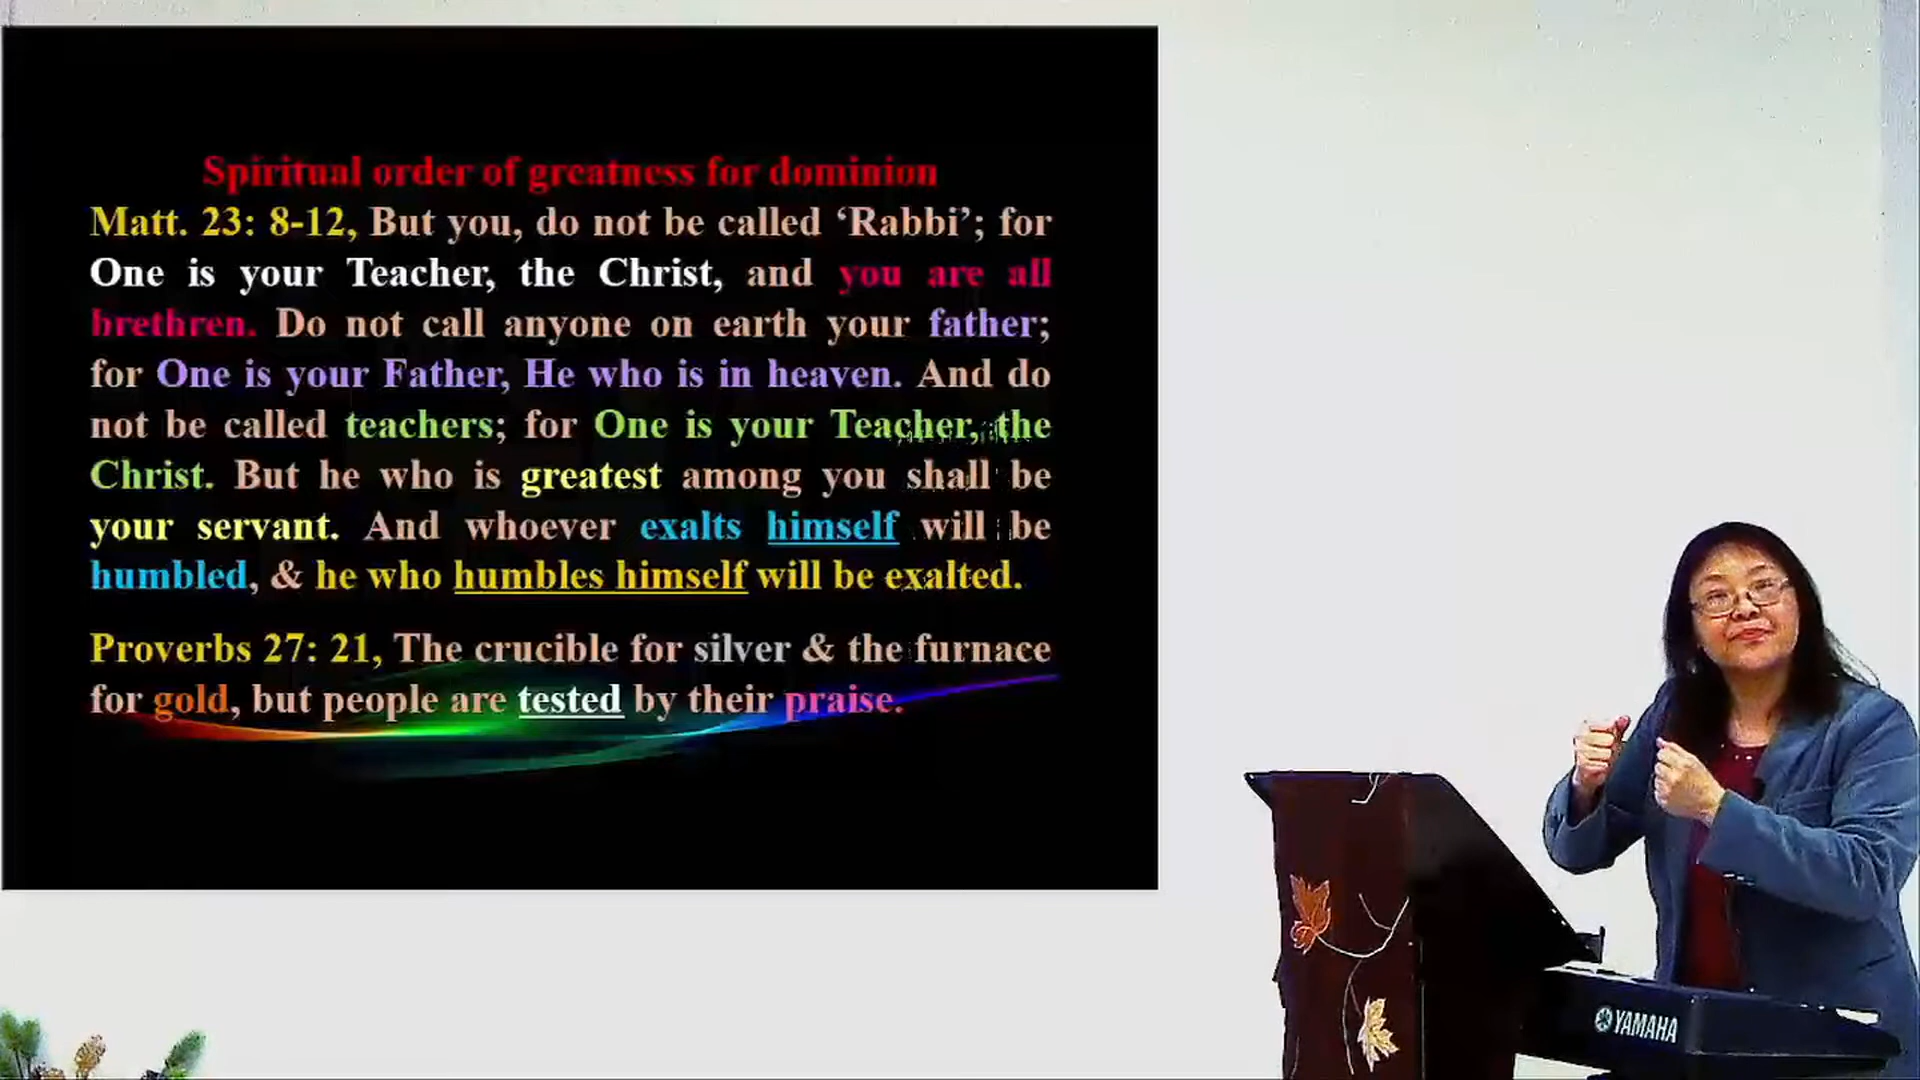 Spiritual order of greatness for dominion
Matt. 23: 8-12, But you, do not be called ‘Rabbi’; for
One is your Teacher, the Christ, and you are all
brethren. Do not call anyone on earth your father;
for One is your Father, He who is in heaven. And do
not be called teachers; for One is your Teacher, the
Christ. But he who is greatest among you shall be
your servant. And whoever exalts himself will be
humbled, & he who humbles himself will be exalted.
Proverbs 27: 21, The crucible for silver & the furnace
for gold, but people are tested by their praise.
YAMAHA